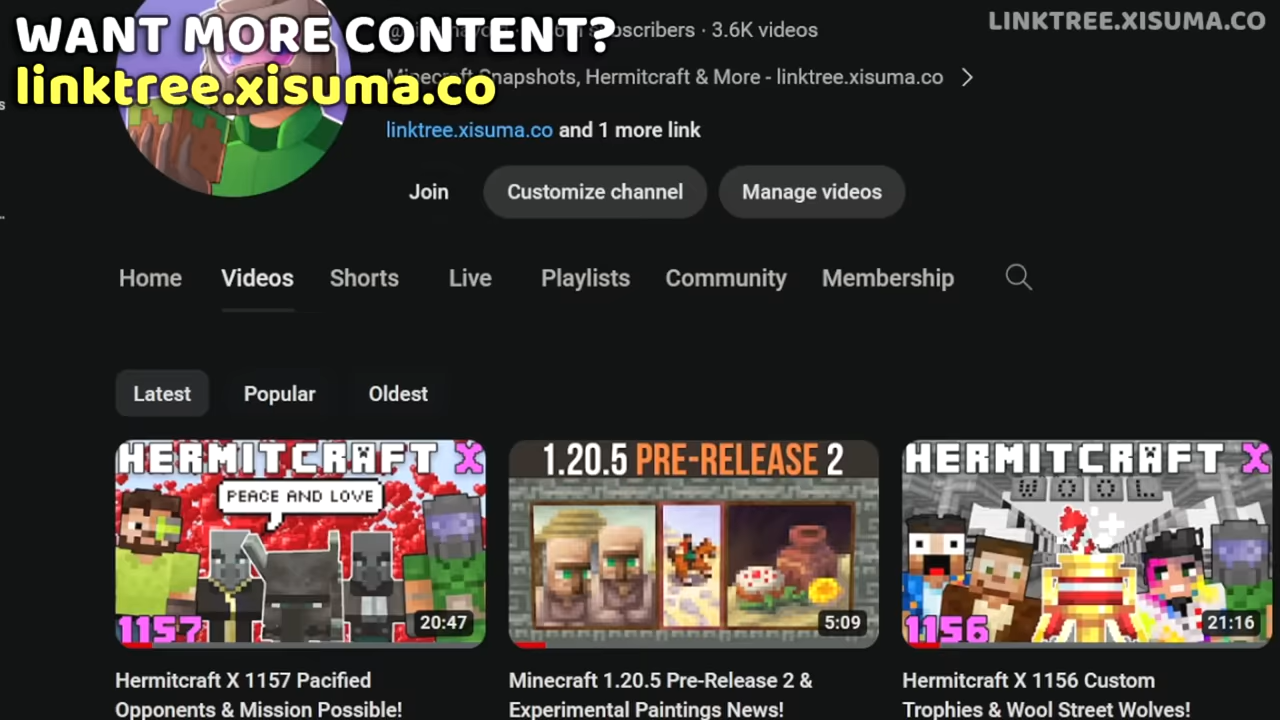 WANT MORE CONTENT?
linktree.xisuma.co
LINKTREE.XISUMA.CO
subscribers · 3.6K videos
Minecraft Snapshots, Hermitcraft & More - linktree.xisuma.co
linktree.xisuma.co and 1 more link
Join
Customize channel
Manage videos
Home
Videos
Shorts
Live
Playlists
Community
Membership
Latest
Popular
Oldest
HERMITCRAFT X
PEACE AND LOVE
1157
20:47
1.20.5 PRE-RELEASE 2
5:09
HERMITCRAFT X
WOOL
1156
21:16
Hermitcraft X 1157 Pacified
Opponents & Mission Possible!
Minecraft 1.20.5 Pre-Release 2 &
Experimental Paintings News!
Hermitcraft X 1156 Custom
Trophies & Wool Street Wolves!